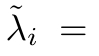 λ̃ᵢ =